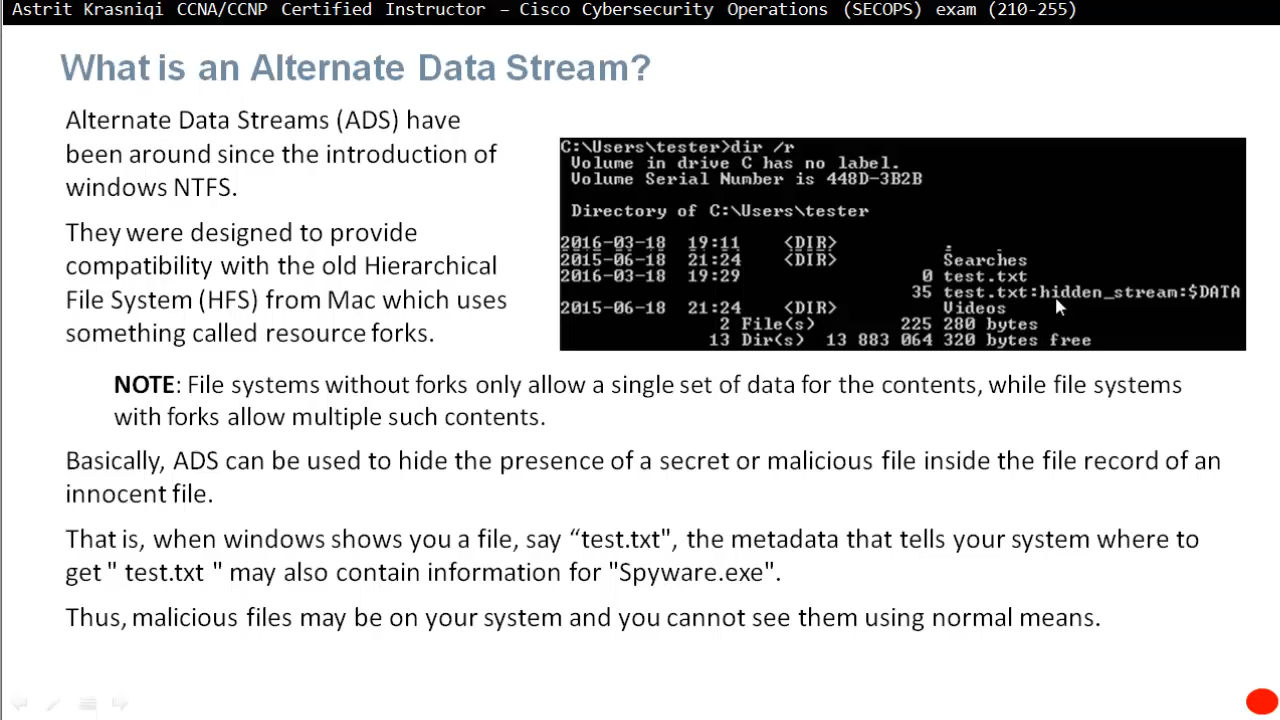 Astrit Krasniqi CCNA/CCNP Certified Instructor – Cisco Cybersecurity Operations (SECOPS) exam (210-255)
What is an Alternate Data Stream?
Alternate Data Streams (ADS) have
been around since the introduction of
windows NTFS.
They were designed to provide
compatibility with the old Hierarchical
File System (HFS) from Mac which uses
something called resource forks.
C:\Users\tester>dir /r
Volume in drive C has no label.
Volume Serial Number is 448D-3B2B
Directory of C:\Users\tester
2016-03-18 19:11 <DIR> .
2015-06-18 21:24 <DIR> Searches
2016-03-18 19:29 0 test.txt
35 test.txt:hidden_stream:$DATA
2015-06-18 21:24 <DIR> Videos
2 File(s) 225 280 bytes
13 Dir(s) 13 883 064 320 bytes free
NOTE: File systems without forks only allow a single set of data for the contents, while file systems
with forks allow multiple such contents.
Basically, ADS can be used to hide the presence of a secret or malicious file inside the file record of an
innocent file.
That is, when windows shows you a file, say “test.txt", the metadata that tells your system where to
get " test.txt " may also contain information for "Spyware.exe".
Thus, malicious files may be on your system and you cannot see them using normal means.